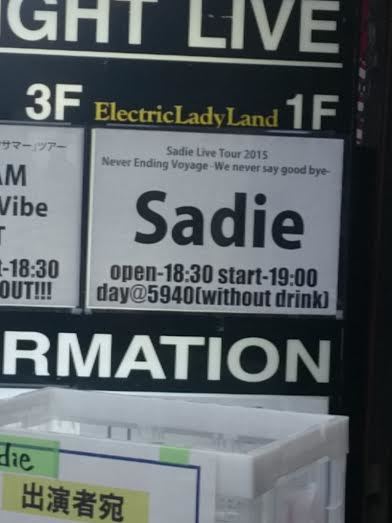 GHT LIVE
3F ElectricLadyLand 1F
サマー」ツアー
AM
Vibe
T
t-18:30
OUT!!!
Sadie Live Tour 2015
Never Ending Voyage -We never say good bye-
Sadie
open-18:30 start-19:00
day@5940(without drink)
RMATION
die
出演者宛